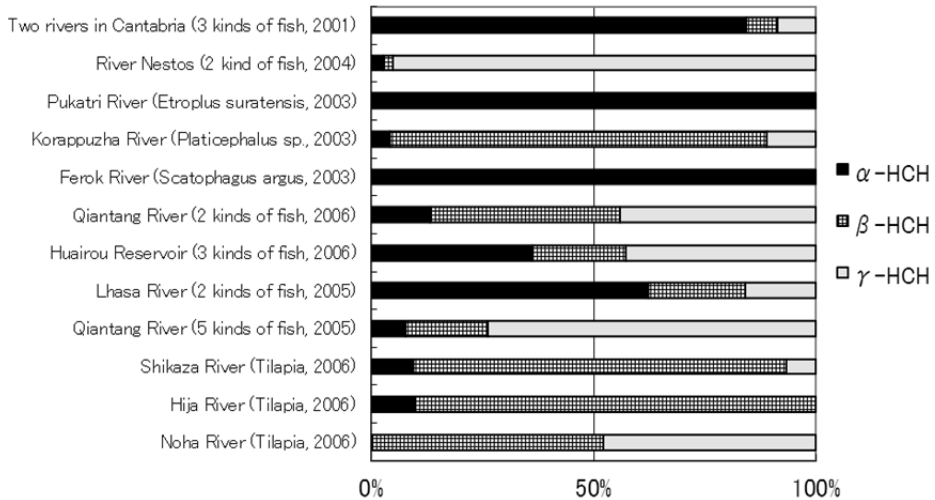 Two rivers in Cantabria (3 kinds of fish, 2001)
River Nestos (2 kind of fish, 2004)
Pukatri River (Etroplus suratensis, 2003)
Korappuzha River (Platicephalus sp., 2003)
Ferok River (Scatophagus argus, 2003)
Qiantang River (2 kinds of fish, 2006)
Huairou Reservoir (3 kinds of fish, 2006)
Lhasa River (2 kinds of fish, 2005)
Qiantang River (5 kinds of fish, 2005)
Shikaza River (Tilapia, 2006)
Hija River (Tilapia, 2006)
Noha River (Tilapia, 2006)
0% 50% 100%
α-HCH
β-HCH
γ-HCH